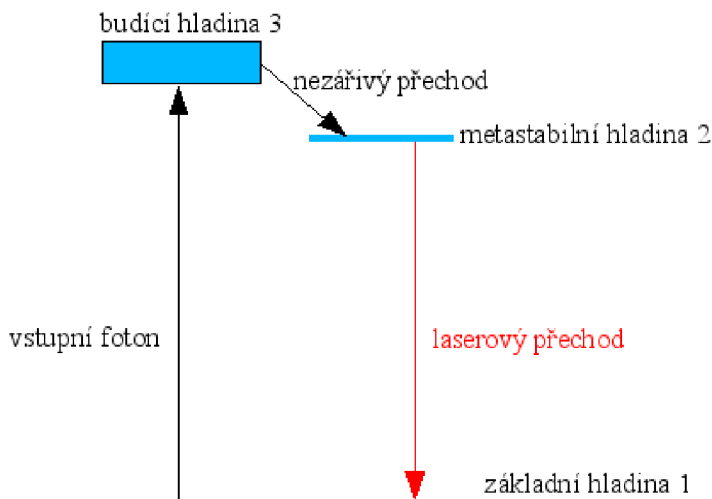 budící hladina 3
nezářivý přechod
metastabilní hladina 2
vstupní foton
laserový přechod
základní hladina 1